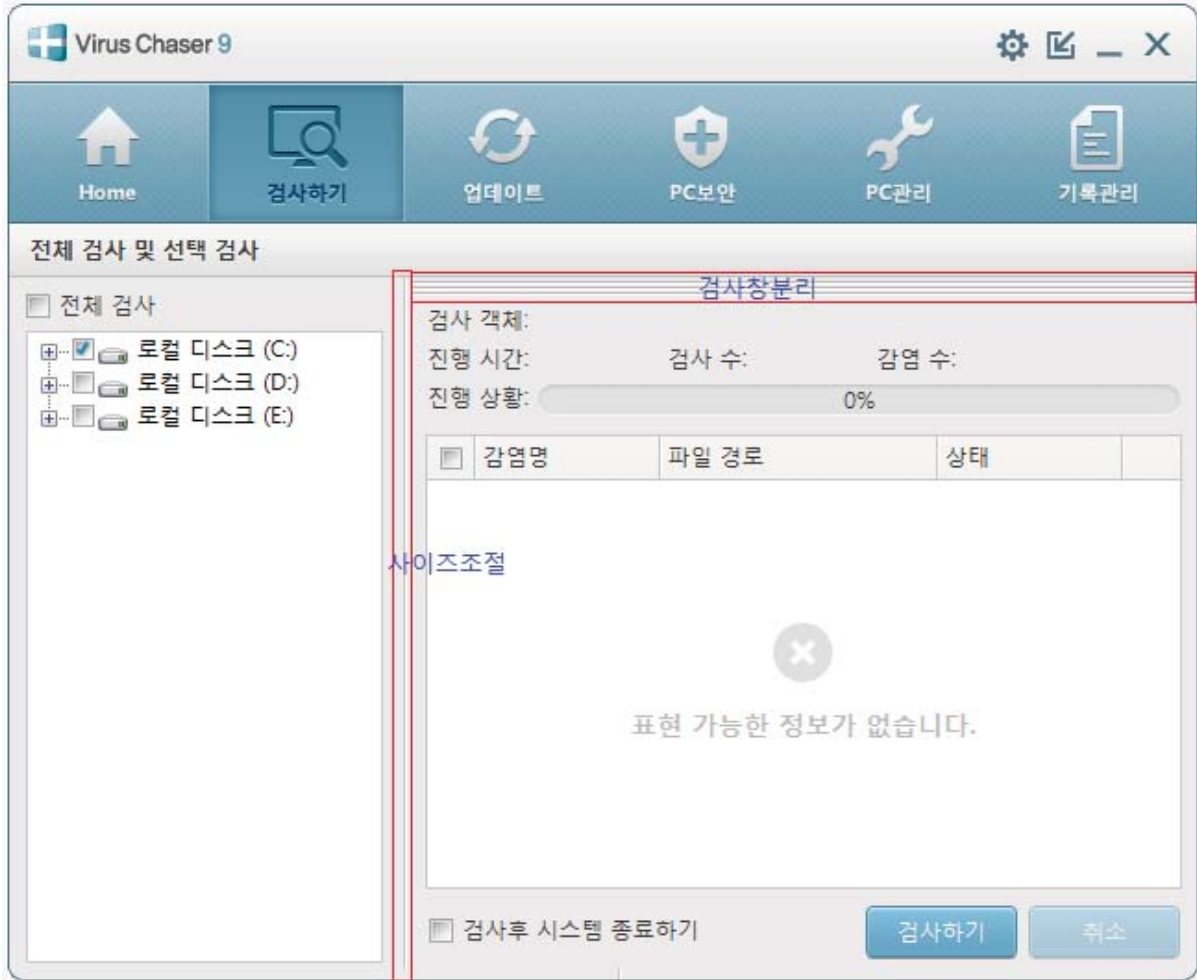 Virus Chaser 9
Home
검사하기
업데이트
PC보안
PC관리
기록관리
전체 검사 및 선택 검사
전체 검사
로컬 디스크 (C:)
로컬 디스크 (D:)
로컬 디스크 (E:)
검사창분리
검사 객체:
진행 시간: 검사 수: 감염 수:
진행 상황: 0%
감염명 파일 경로 상태
사이즈조절
표현 가능한 정보가 없습니다.
검사후 시스템 종료하기
검사하기
취소